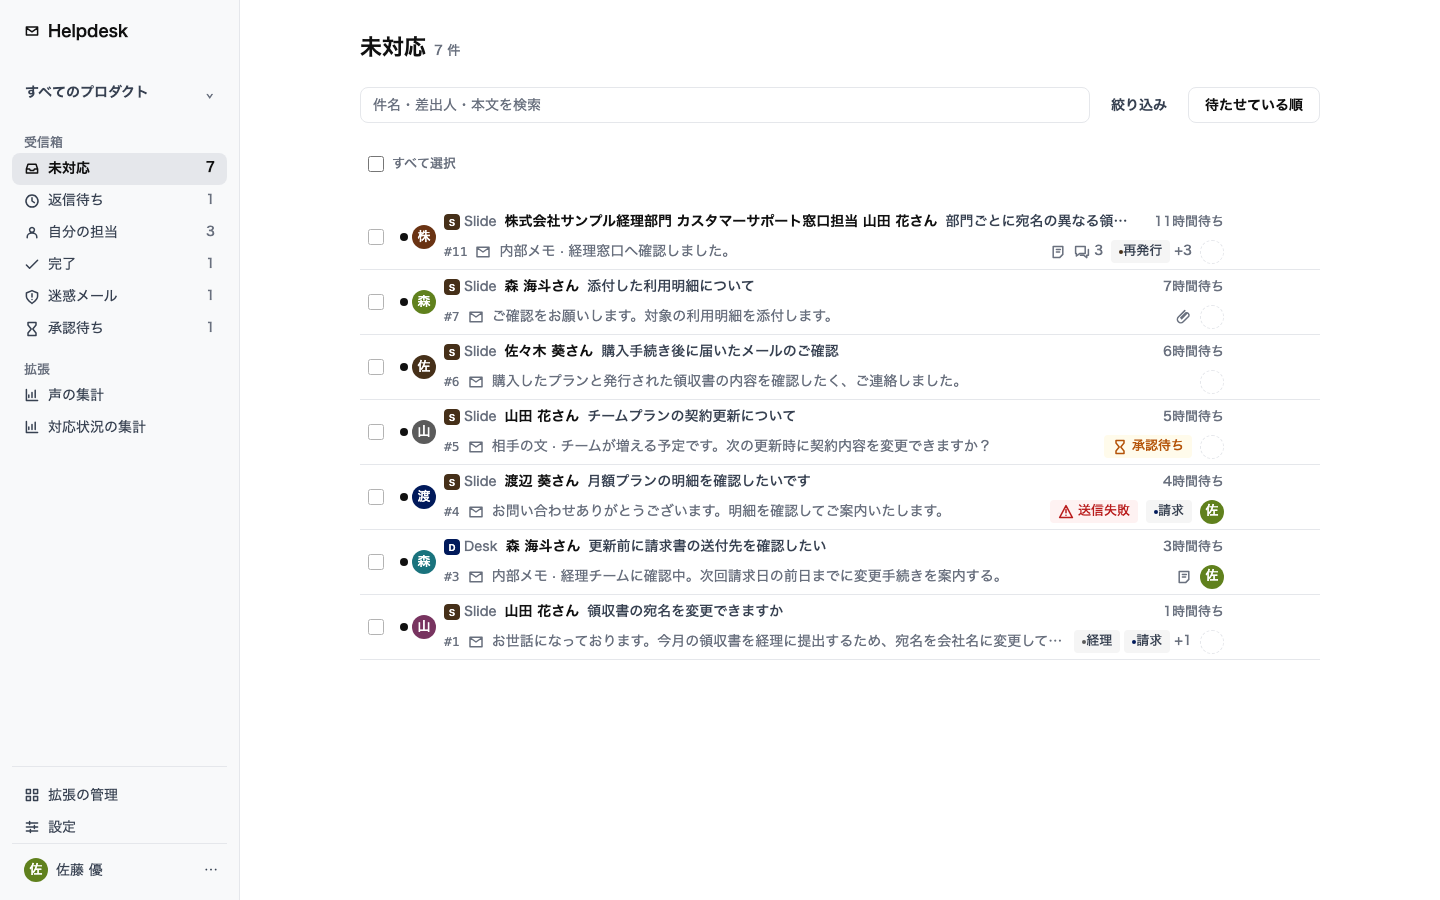 Helpdesk
すべてのプロダクト
受信箱
未対応 7
返信待ち 1
自分の担当 3
完了 1
迷惑メール 1
承認待ち 1
拡張
声の集計
対応状況の集計
拡張の管理
設定
佐 佐藤 優 …
未対応 7 件
件名・差出人・本文を検索 絞り込み 待たせている順
すべて選択
株 S Slide 株式会社サンプル経理部門 カスタマーサポート窓口担当 山田 花さん 部門ごとに宛名の異なる領… 11時間待ち
#11 内部メモ · 経理窓口へ確認しました。 3 •再発行 +3
森 S Slide 森 海斗さん 添付した利用明細について 7時間待ち
#7 ご確認をお願いします。対象の利用明細を添付します。
佐 S Slide 佐々木 葵さん 購入手続き後に届いたメールのご確認 6時間待ち
#6 購入したプランと発行された領収書の内容を確認したく、ご連絡しました。
山 S Slide 山田 花さん チームプランの契約更新について 5時間待ち
#5 相手の文 · チームが増える予定です。次の更新時に契約内容を変更できますか？ 承認待ち
渡 S Slide 渡辺 葵さん 月額プランの明細を確認したいです 4時間待ち
#4 お問い合わせありがとうございます。明細を確認してご案内いたします。 送信失敗 •請求 佐
森 D Desk 森 海斗さん 更新前に請求書の送付先を確認したい 3時間待ち
#3 内部メモ · 経理チームに確認中。次回請求日の前日までに変更手続きを案内する。 佐
山 S Slide 山田 花さん 領収書の宛名を変更できますか 1時間待ち
#1 お世話になっております。今月の領収書を経理に提出するため、宛名を会社名に変更して… •経理 •請求 +1